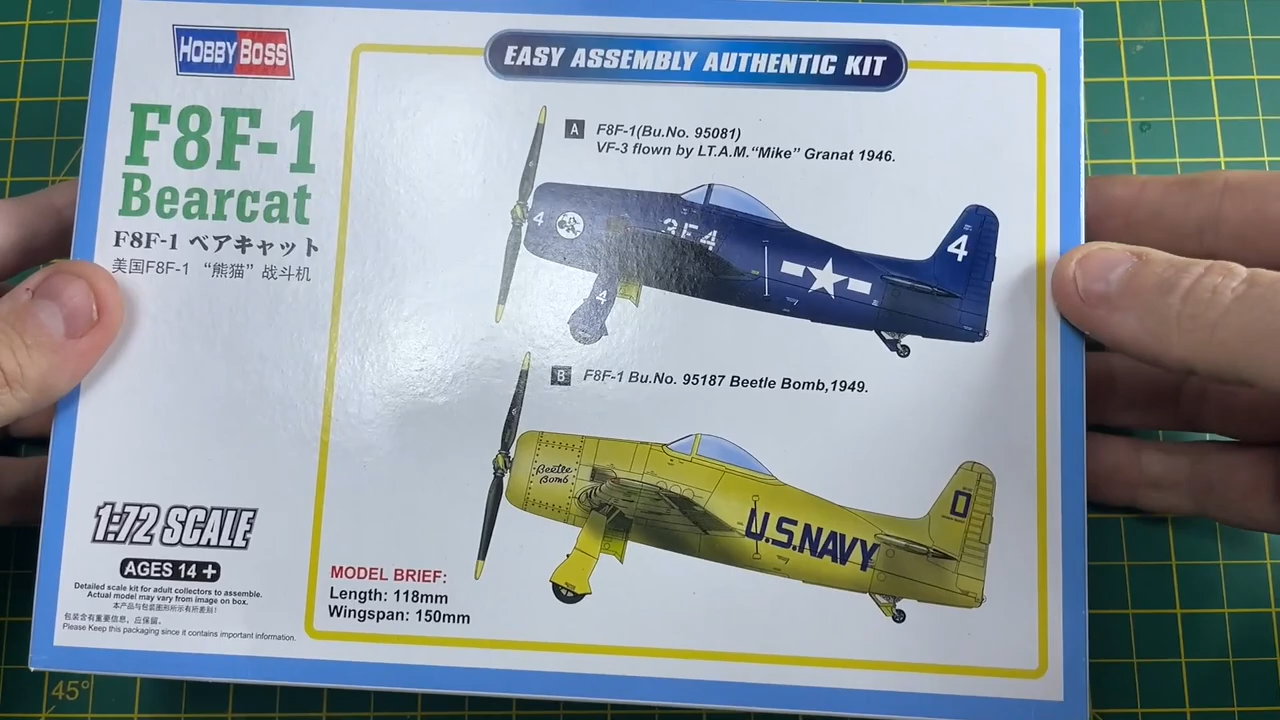 HOBBY BOSS
EASY ASSEMBLY AUTHENTIC KIT
F8F-1
Bearcat
F8F-1 ベアキャット
美国F8F-1 “熊猫”战斗机
A F8F-1(Bu.No. 95081)
VF-3 flown by LT.A.M.“Mike” Granat 1946.
4
3F4
4
4
B F8F-1 Bu.No. 95187 Beetle Bomb,1949.
Beetle
Bomb
U.S.NAVY
0
1:72 SCALE
AGES 14+
Detailed scale kit for adult collectors to assemble.
Actual model may vary from image on box.
本产品与包装图形所示有所差别!
包装含有重要信息，应保留。
Please Keep this packaging since it contains important information.
MODEL BRIEF:
Length: 118mm
Wingspan: 150mm
45°